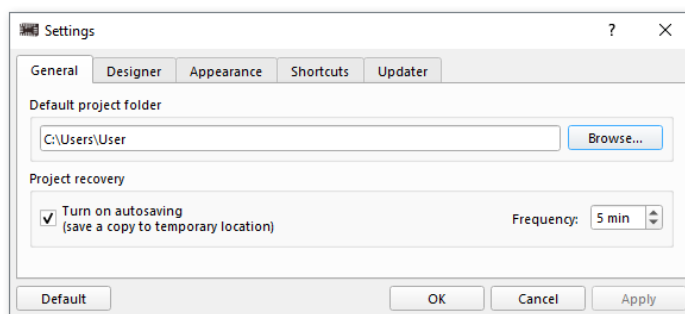 Settings
?
General Designer Appearance Shortcuts Updater
Default project folder
C:\Users\User Browse...
Project recovery
Turn on autosaving
(save a copy to temporary location)
Frequency: 5 min
Default OK Cancel Apply